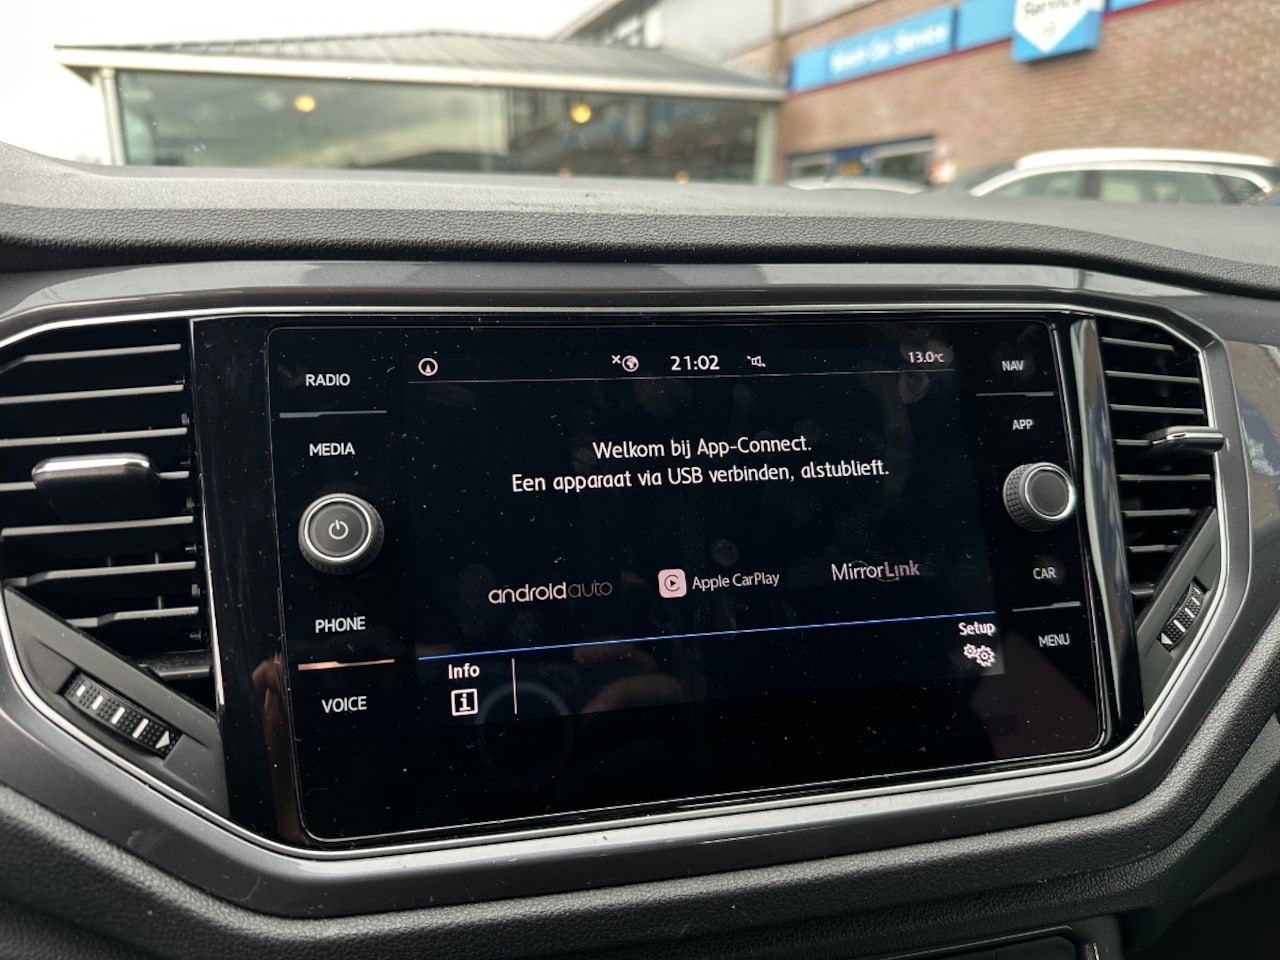 Service
RADIO
MEDIA
PHONE
VOICE
21:02
13.0°C
Welkom bij App-Connect.
Een apparaat via USB verbinden, alstublieft.
androidauto
Apple CarPlay
MirrorLink
Info
i
Setup
NAV
APP
CAR
MENU